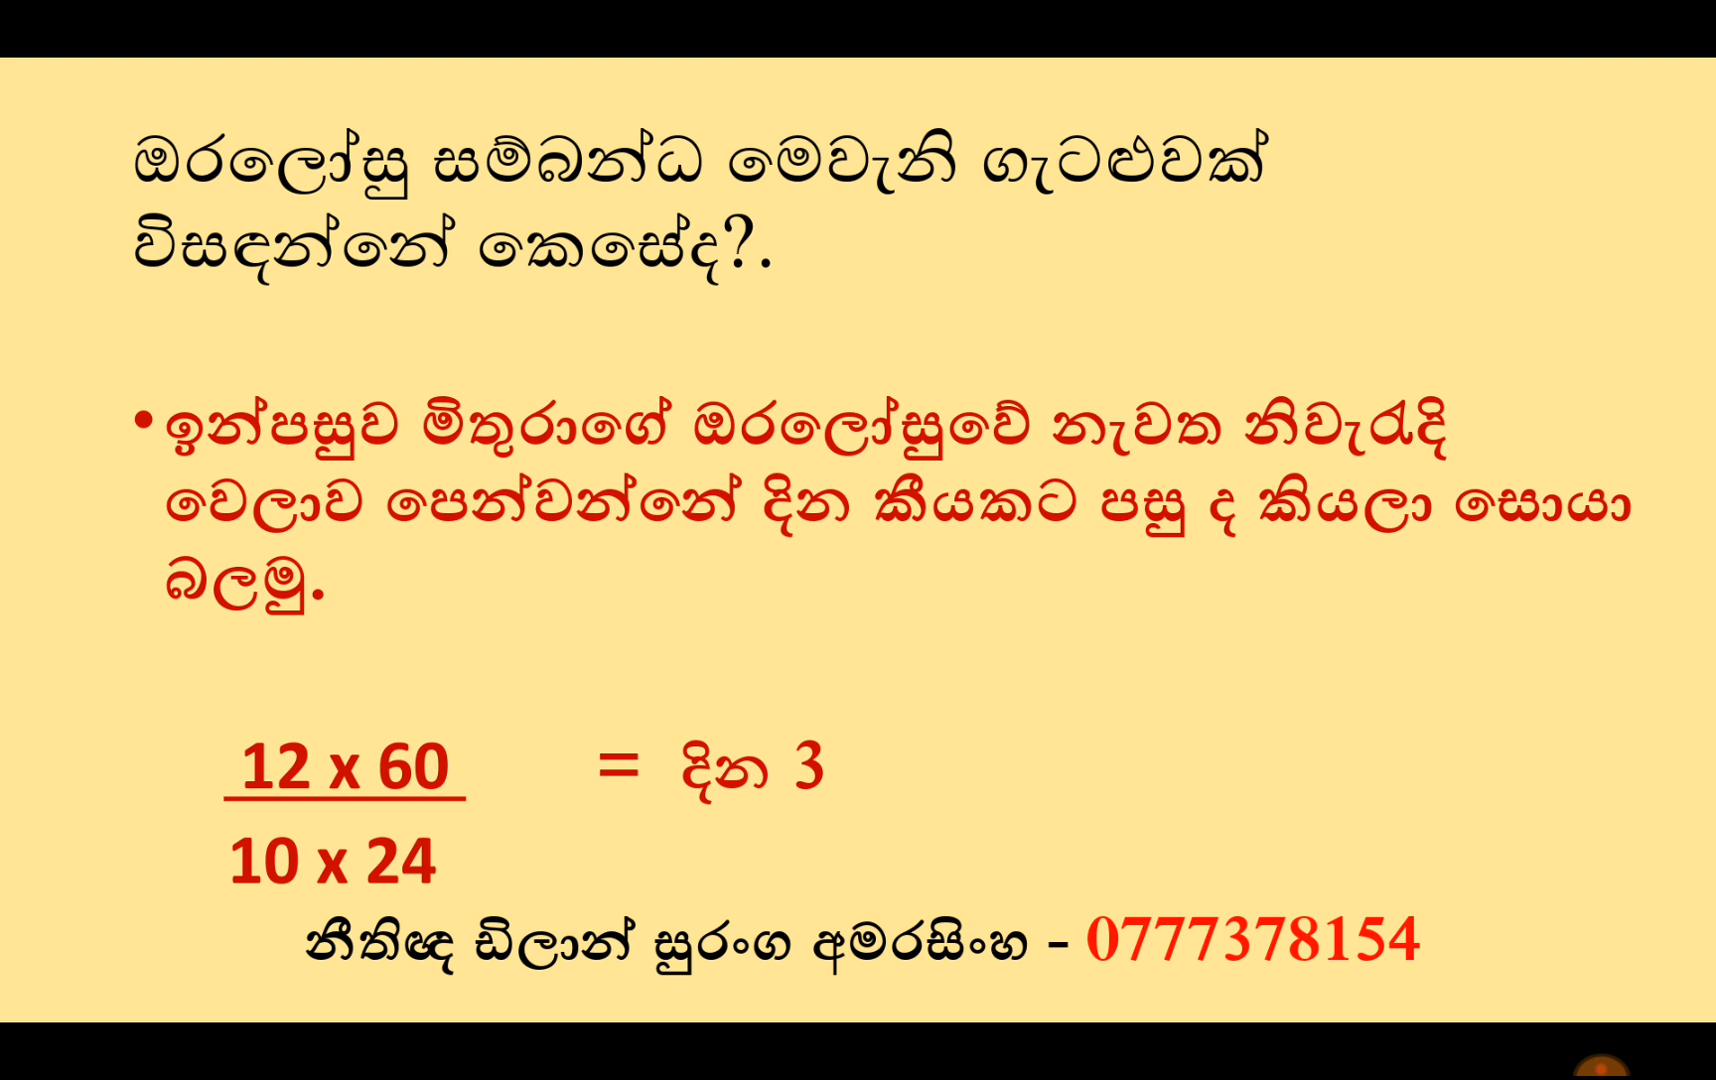 ඔරලෝසු සම්බන්ධ මෙවැනි ගැටළුවක්
විසඳන්නේ කෙසේද?.
•ඉන්පසුව මිතුරාගේ ඔරලෝසුවේ නැවත නිවැරැදි
වෙලාව පෙන්වන්නේ දින කීයකට පසු ද කියලා සොයා
බලමු.
12 x 60 = දින 3
10 x 24
නීතිඥ ඩිලාන් සුරංග අමරසිංහ - 0777378154